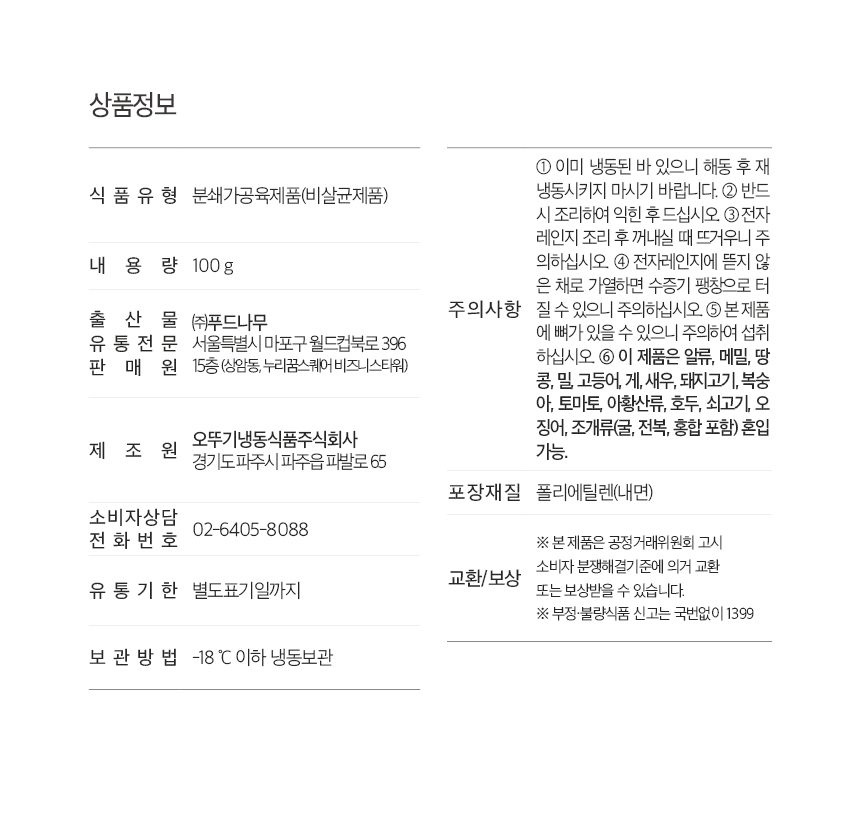 상품정보
식품유형 분쇄가공육제품(비살균제품)
내용량 100 g
출산물 ㈜푸드나무
유통전문 서울특별시 마포구 월드컵북로 396
판매원 15층 (상암동, 누리꿈스퀘어 비즈니스타워)
제조원 오뚜기냉동식품주식회사
경기도 파주시 파주읍 파발로 65
소비자상담
전화번호 02-6405-8088
유통기한 별도표기일까지
보관방법 -18 ℃ 이하 냉동보관
주의사항
① 이미 냉동된 바 있으니 해동 후 재
냉동시키지 마시기 바랍니다. ② 반드
시 조리하여 익힌 후 드십시오. ③ 전자
레인지 조리 후 꺼내실 때 뜨거우니 주
의하십시오. ④ 전자레인지에 뜯지 않
은 채로 가열하면 수증기 팽창으로 터
질 수 있으니 주의하십시오. ⑤ 본 제품
에 뼈가 있을 수 있으니 주의하여 섭취
하십시오. ⑥ 이 제품은 알류, 메밀, 땅
콩, 밀, 고등어, 게, 새우, 돼지고기, 복숭
아, 토마토, 아황산류, 호두, 쇠고기, 오
징어, 조개류(굴, 전복, 홍합 포함) 혼입
가능.
포장재질 폴리에틸렌(내면)
교환/보상
※ 본 제품은 공정거래위원회 고시
소비자 분쟁해결기준에 의거 교환
또는 보상받을 수 있습니다.
※ 부정·불량식품 신고는 국번없이 1399